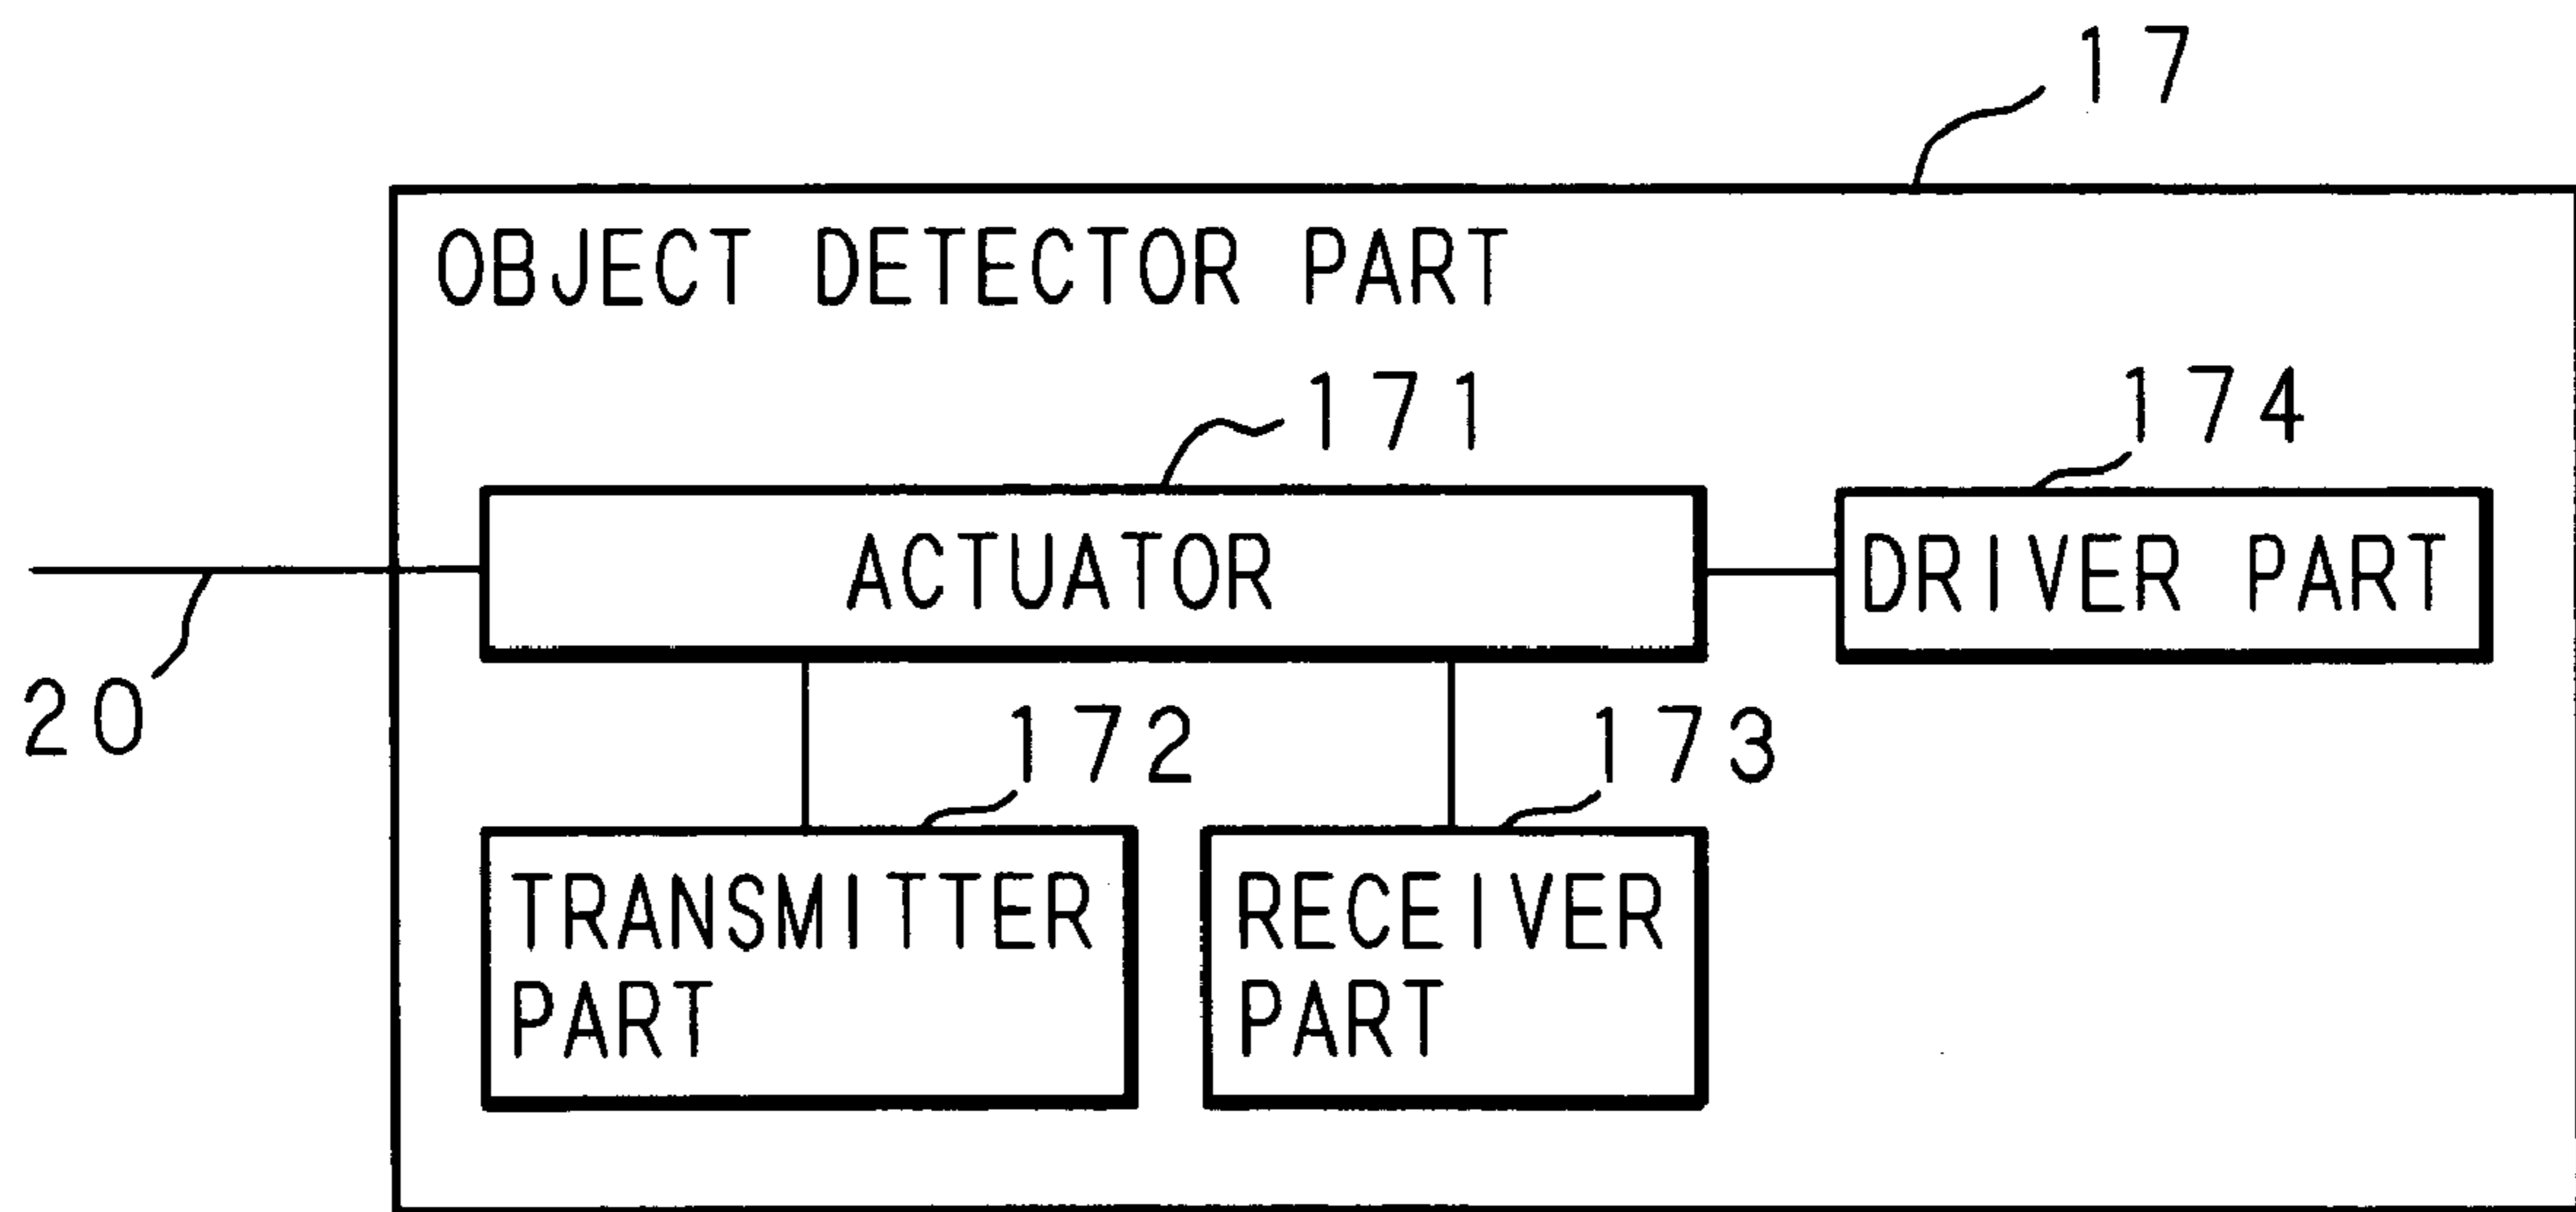 17
OBJECT DETECTOR PART
171
174
ACTUATOR
DRIVER PART
20
172
173
TRANSMITTER
PART
RECEIVER
PART